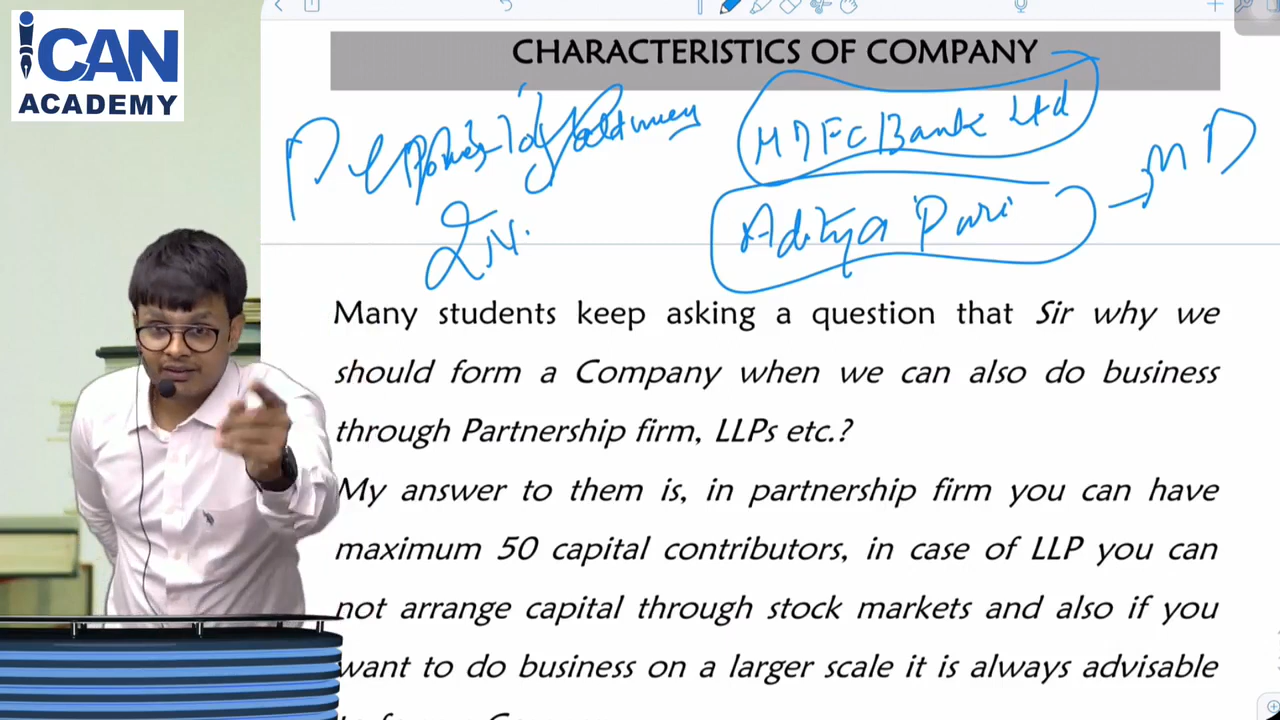 iCAN
ACADEMY
CHARACTERISTICS OF COMPANY
HDFC Bank Ltd
Aditya Puri
MD
Many students keep asking a question that Sir why we
should form a Company when we can also do business
through Partnership firm, LLPs etc.?
My answer to them is, in partnership firm you can have
maximum 50 capital contributors, in case of LLP you can
not arrange capital through stock markets and also if you
want to do business on a larger scale it is always advisable